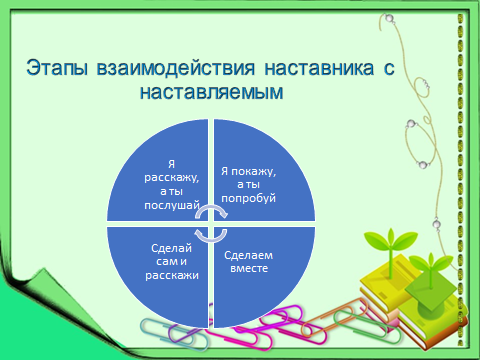 Этапы взаимодействия наставника с
наставляемым
Я
расскажу,
а ты
послушай
Я покажу,
а ты
попробуй
Сделай
сам и
расскажи
Сделаем
вместе